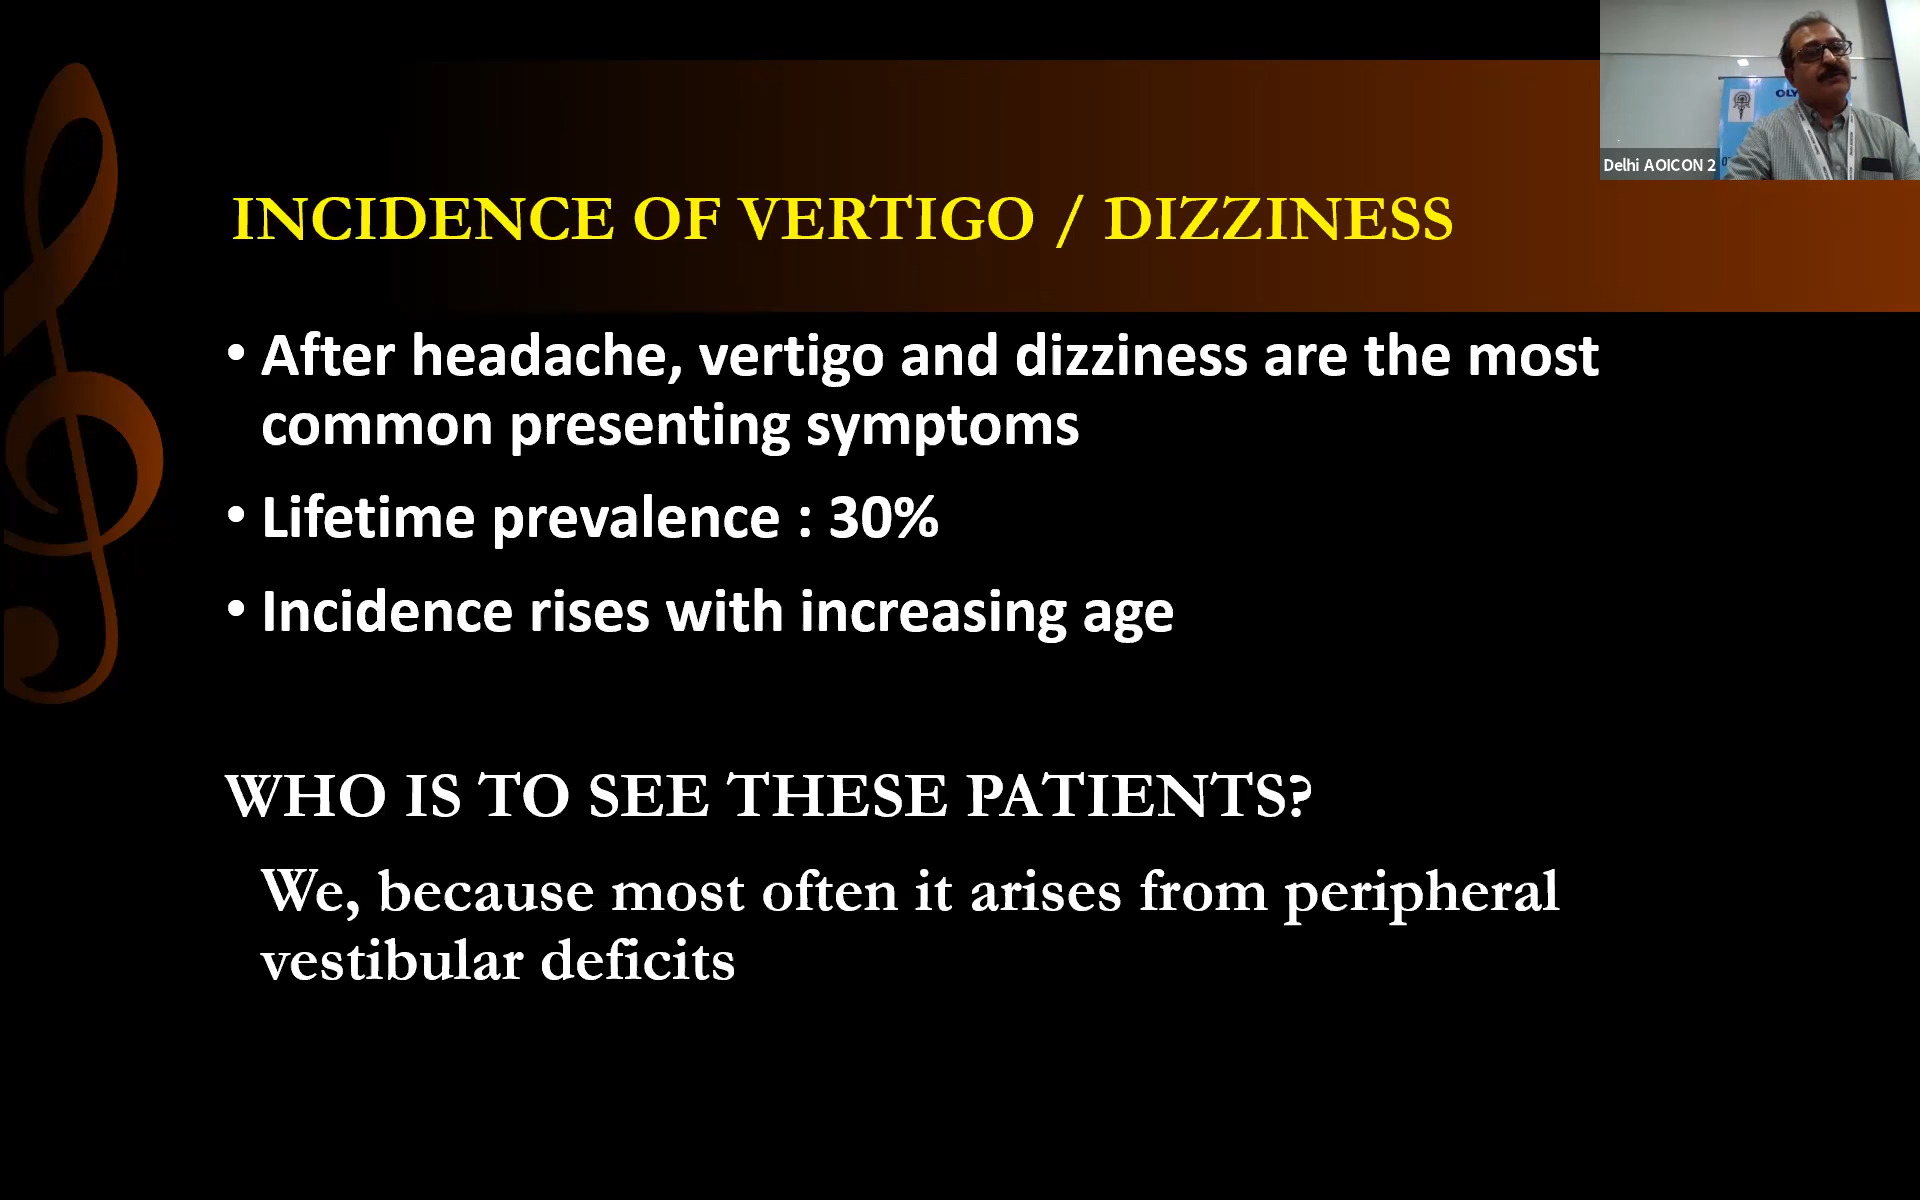 INCIDENCE OF VERTIGO / DIZZINESS
• After headache, vertigo and dizziness are the most
common presenting symptoms
• Lifetime prevalence : 30%
• Incidence rises with increasing age
WHO IS TO SEE THESE PATIENTS?
We, because most often it arises from peripheral
vestibular deficits
Delhi AOICON 2